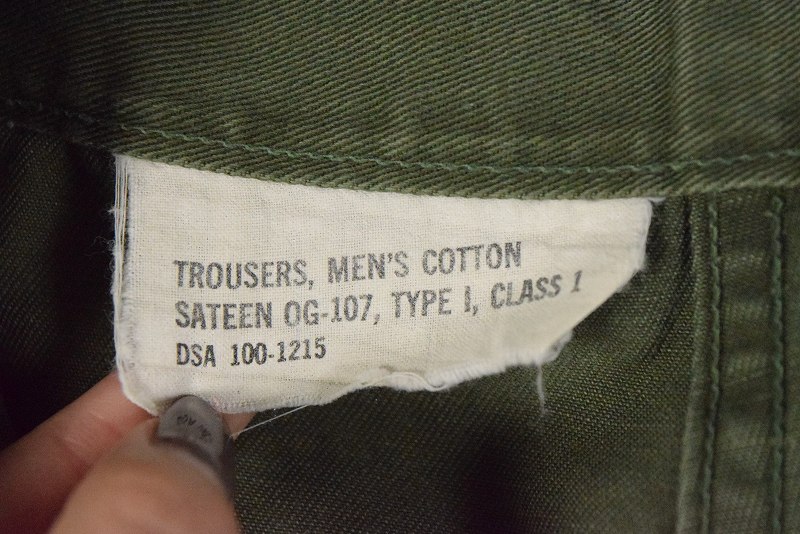 TROUSERS, MEN'S COTTON
SATEEN OG-107, TYPE I, CLASS 1
DSA 100-1215